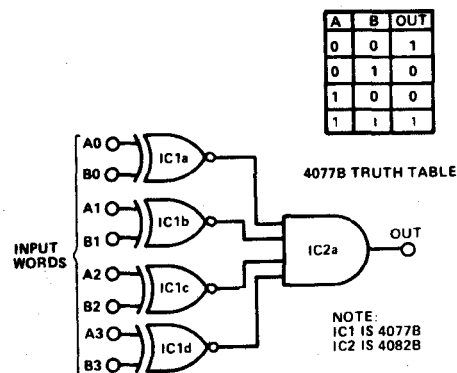 A B OUT
0 0 1
0 1 0
1 0 0
1 1 1
4077B TRUTH TABLE
INPUT
WORDS
A0
B0
IC1a
A1
B1
IC1b
A2
B2
IC1c
A3
B3
IC1d
IC2a
OUT
NOTE:
IC1 IS 4077B
IC2 IS 4082B